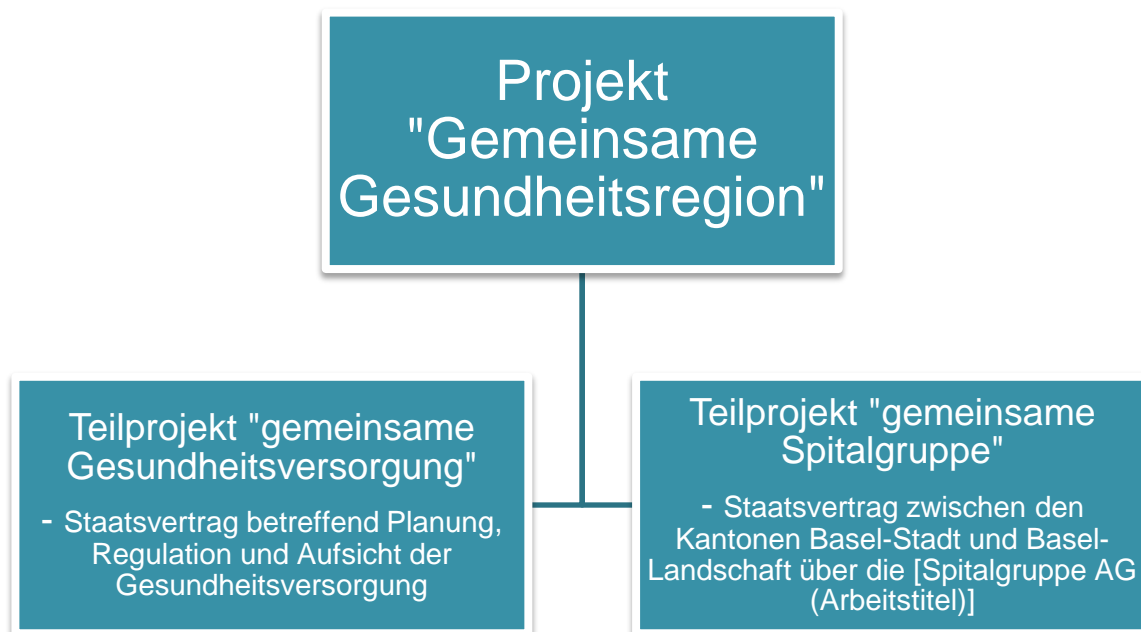 Projekt
"Gemeinsame
Gesundheitsregion"
Teilprojekt "gemeinsame
Gesundheitsversorgung"
- Staatsvertrag betreffend Planung,
Regulation und Aufsicht der
Gesundheitsversorgung
Teilprojekt "gemeinsame
Spitalgruppe"
- Staatsvertrag zwischen den
Kantonen Basel-Stadt und Basel-
Landschaft über die [Spitalgruppe AG
(Arbeitstitel)]